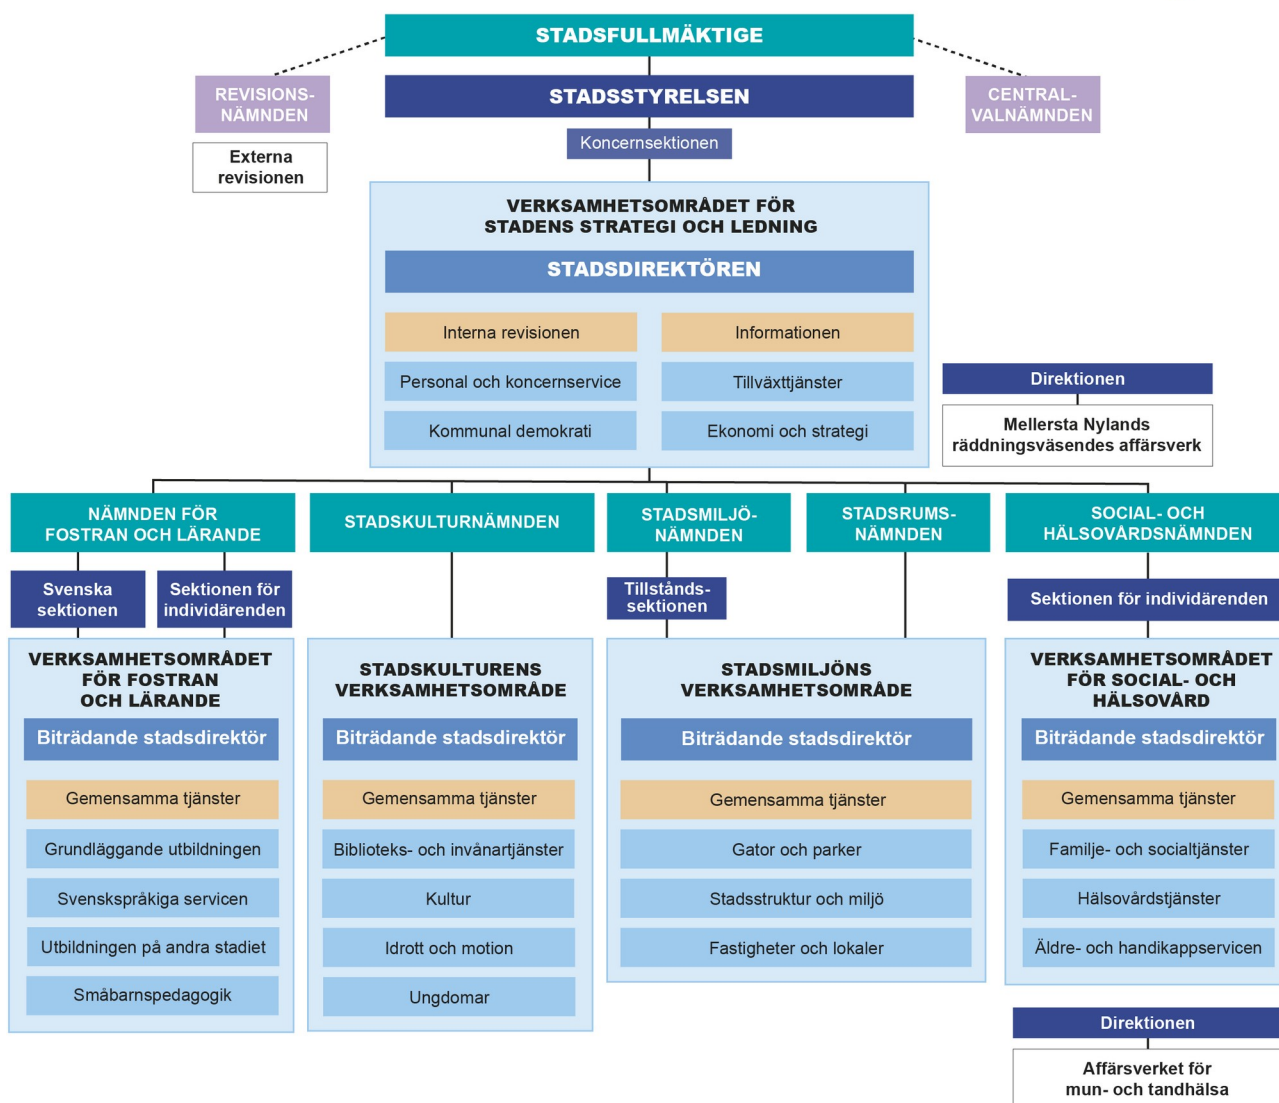 STADSFULLMÄKTIGE
REVISIONS-
NÄMNDEN
STADSSTYRELSEN
CENTRAL-
VALNÄMNDEN
Externa
revisionen
Koncernsektionen
VERKSAMHETSOMRÅDET FÖR
STADENS STRATEGI OCH LEDNING
STADSDIREKTÖREN
Interna revisionen
Informationen
Personal och koncernservice
Tillväxttjänster
Kommunal demokrati
Ekonomi och strategi
Direktionen
Mellersta Nylands
räddningsväsendes affärsverk
NÄMNDEN FÖR
FOSTRAN OCH LÄRANDE
STADSKULTURNÄMNDEN
STADSMILJÖ-
NÄMNDEN
STADSRUMS-
NÄMNDEN
SOCIAL- OCH
HÄLSOVÅRDSNÄMNDEN
Svenska
sektionen
Sektionen för
individärenden
Tillstånds-
sektionen
Sektionen för individärenden
VERKSAMHETSOMRÅDET
FÖR FOSTRAN
OCH LÄRANDE
Biträdande stadsdirektör
Gemensamma tjänster
Grundläggande utbildningen
Svenskspråkiga servicen
Utbildningen på andra stadiet
Småbarnspedagogik
STADSKULTURENS
VERKSAMHETSOMRÅDE
Biträdande stadsdirektör
Gemensamma tjänster
Biblioteks- och invånartjänster
Kultur
Idrott och motion
Ungdomar
STADSMILJÖNS
VERKSAMHETSOMRÅDE
Biträdande stadsdirektör
Gemensamma tjänster
Gator och parker
Stadsstruktur och miljö
Fastigheter och lokaler
VERKSAMHETSOMRÅDET
FÖR SOCIAL- OCH
HÄLSOVÅRD
Biträdande stadsdirektör
Gemensamma tjänster
Familje- och socialtjänster
Hälsovårdstjänster
Äldre- och handikappservicen
Direktionen
Affärsverket för
mun- och tandhälsa